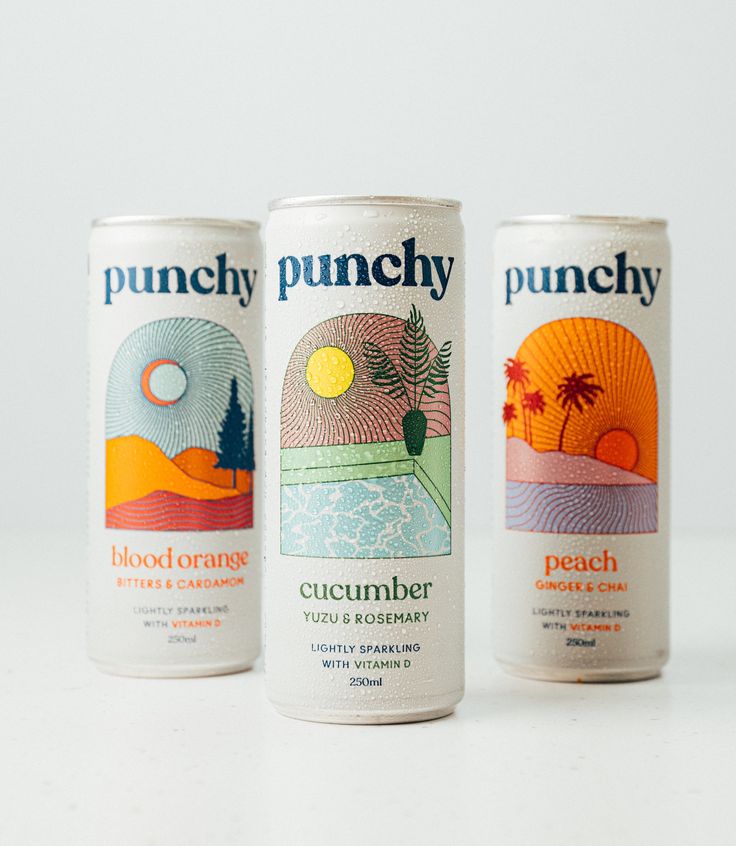 punchy
blood orange
BITTERS & CARDAMOM
LIGHTLY SPARKLING
WITH VITAMIN D
250ml
punchy
cucumber
YUZU & ROSEMARY
LIGHTLY SPARKLING
WITH VITAMIN D
250ml
punchy
peach
GINGER & CHAI
LIGHTLY SPARKLING
WITH VITAMIN D
250ml